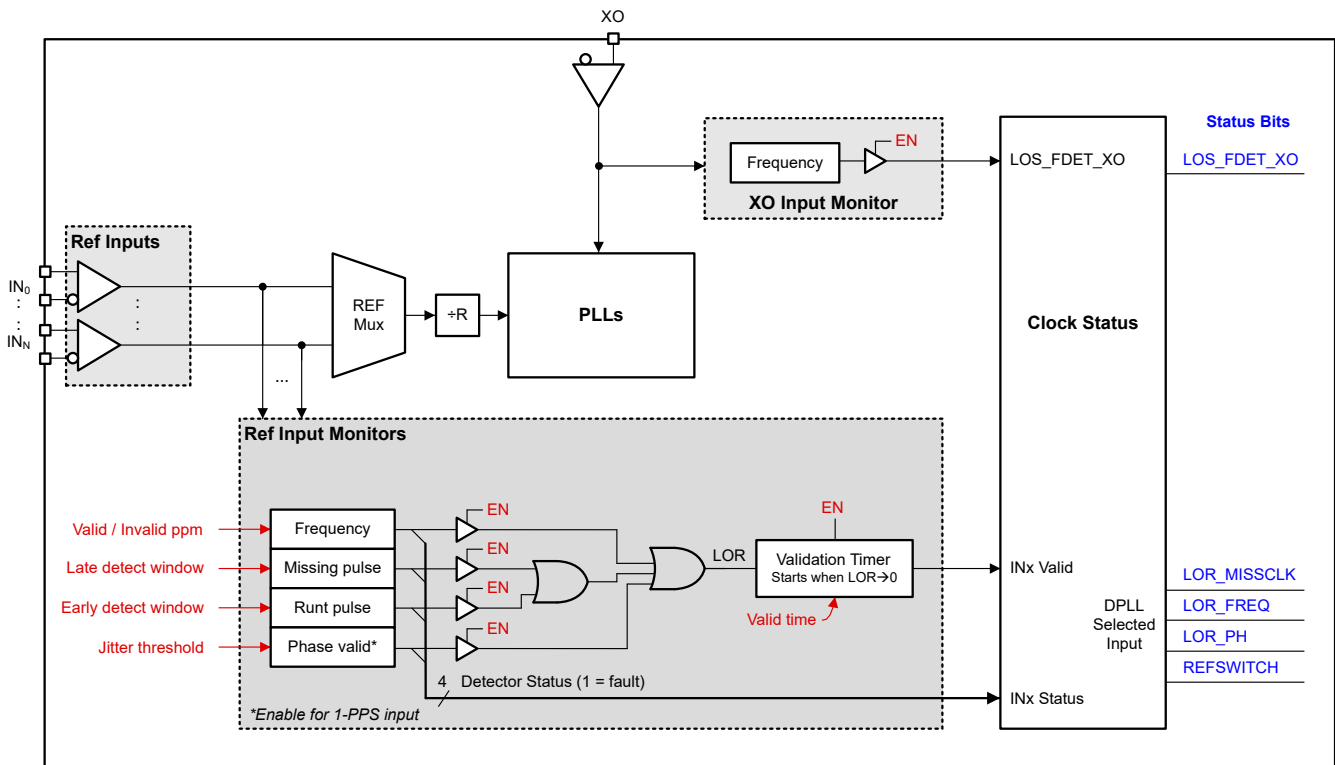 XO
EN
Frequency
XO Input Monitor
LOS_FDET_XO
Status Bits
LOS_FDET_XO
Ref Inputs
IN0
:
:
INN
:
:
REF
Mux
÷R
PLLs
Clock Status
...
Ref Input Monitors
Valid / Invalid ppm
Frequency
EN
Late detect window
Missing pulse
EN
Early detect window
Runt pulse
EN
Jitter threshold
Phase valid*
EN
LOR
EN
Validation Timer
Starts when LOR→0
Valid time
INx Valid
DPLL
Selected
Input
LOR_MISSCLK
LOR_FREQ
LOR_PH
REFSWITCH
4 Detector Status (1 = fault)
INx Status
*Enable for 1-PPS input